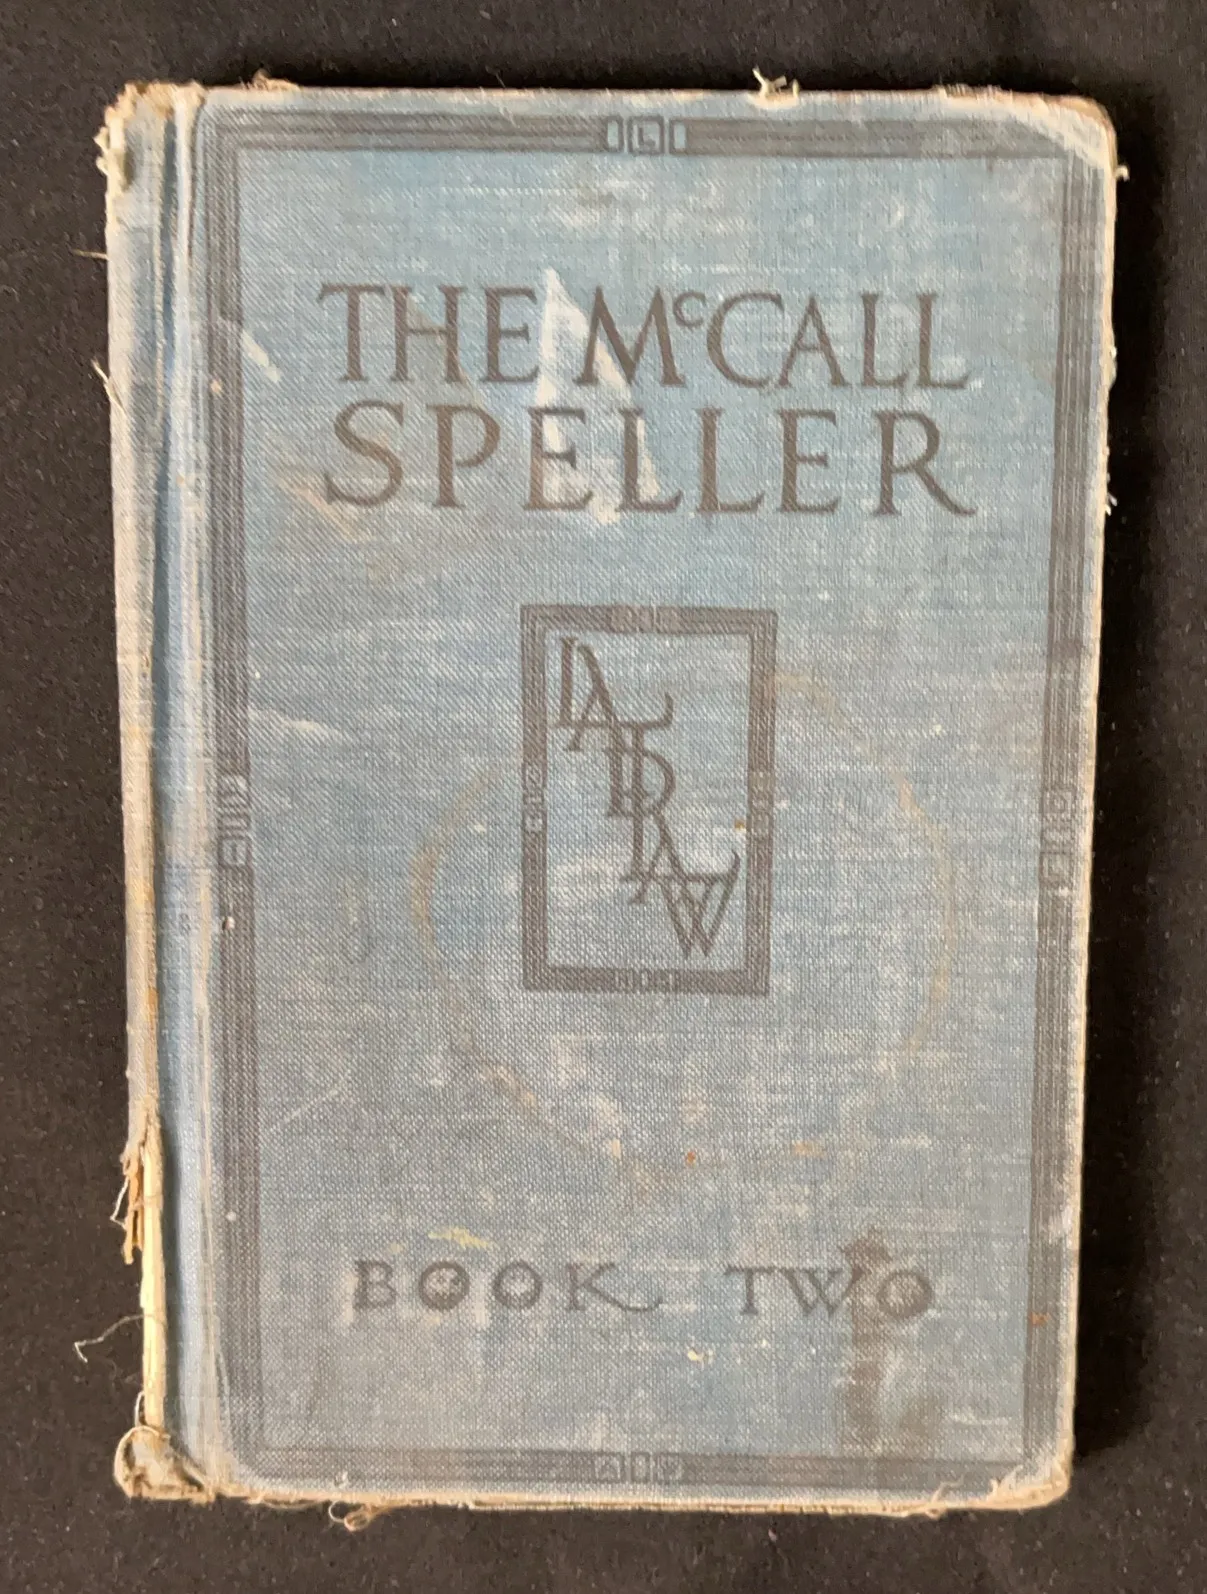 THE McCALL
SPELLER
LAIDLAW
BOOK TWO